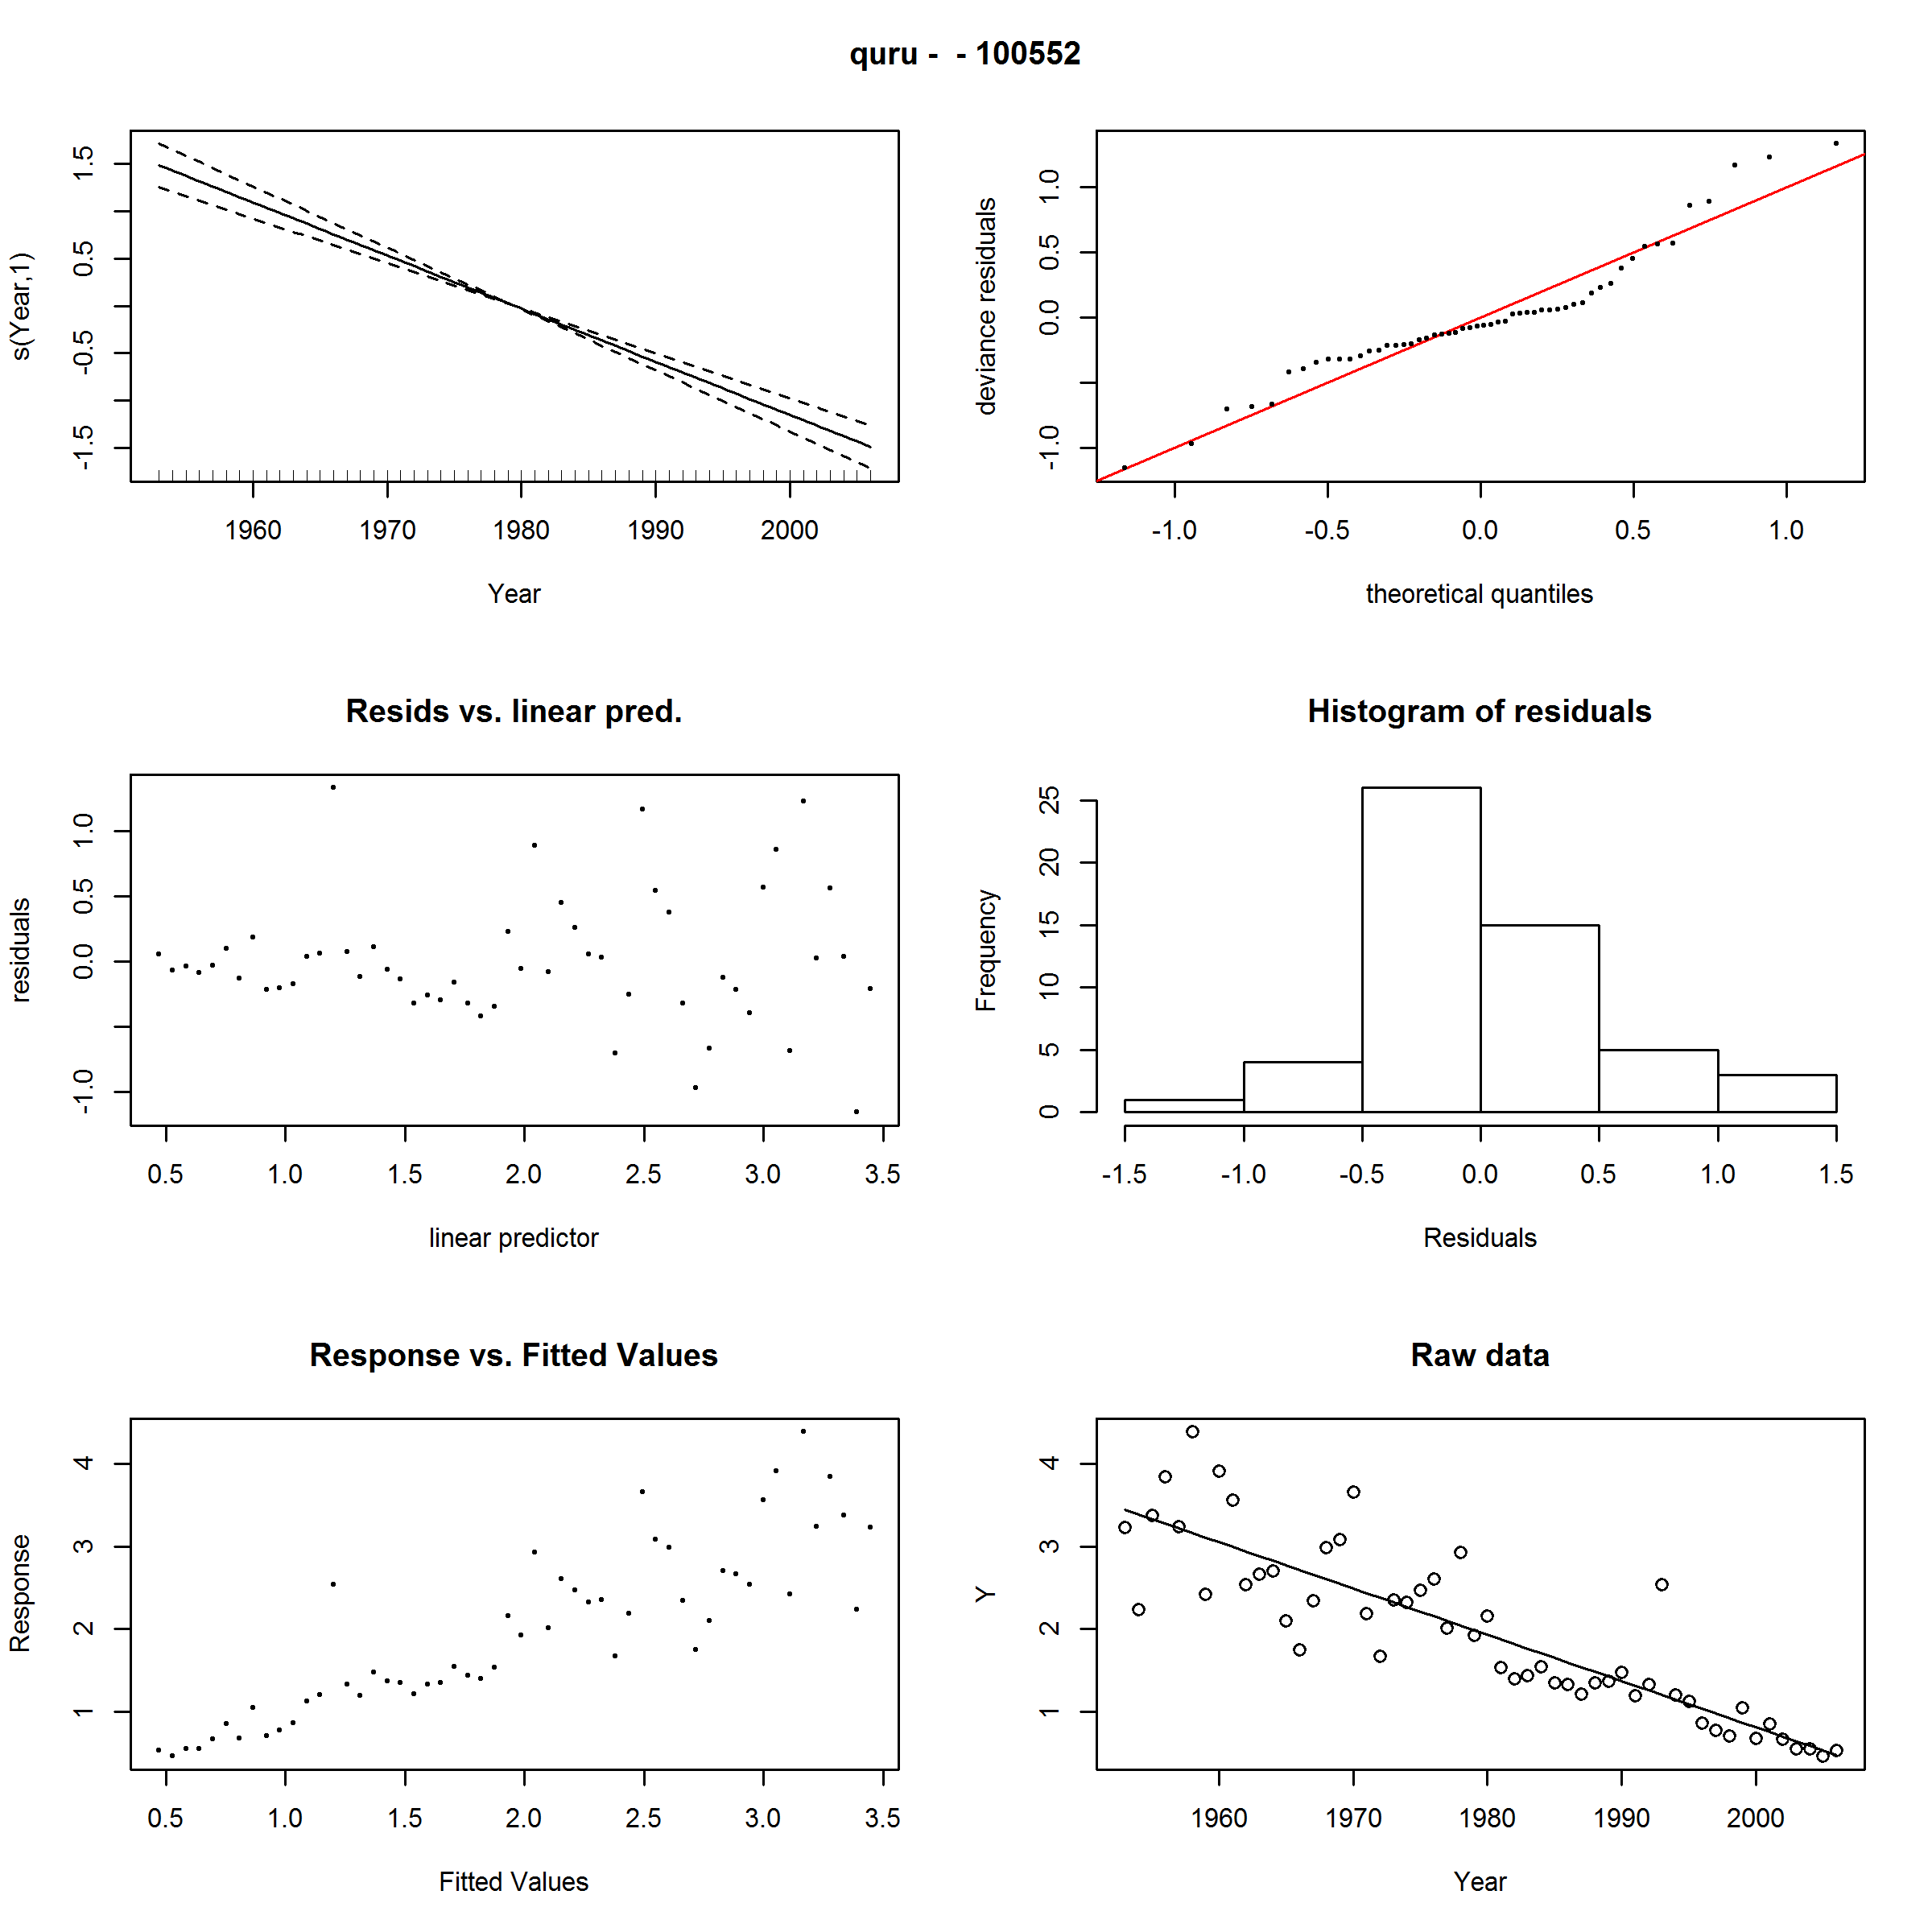 quru -  - 100552
s(Year,1)
1.5
0.5
-0.5
-1.5
1960 1970 1980 1990 2000
Year
deviance residuals
1.0
0.5
0.0
-1.0
-1.0 -0.5 0.0 0.5 1.0
theoretical quantiles
Resids vs. linear pred.
residuals
1.0
0.5
0.0
-1.0
0.5 1.0 1.5 2.0 2.5 3.0 3.5
linear predictor
Histogram of residuals
Frequency
25
20
15
10
5
0
-1.5 -1.0 -0.5 0.0 0.5 1.0 1.5
Residuals
Response vs. Fitted Values
Response
4
3
2
1
0.5 1.0 1.5 2.0 2.5 3.0 3.5
Fitted Values
Raw data
Y
4
3
2
1
1960 1970 1980 1990 2000
Year